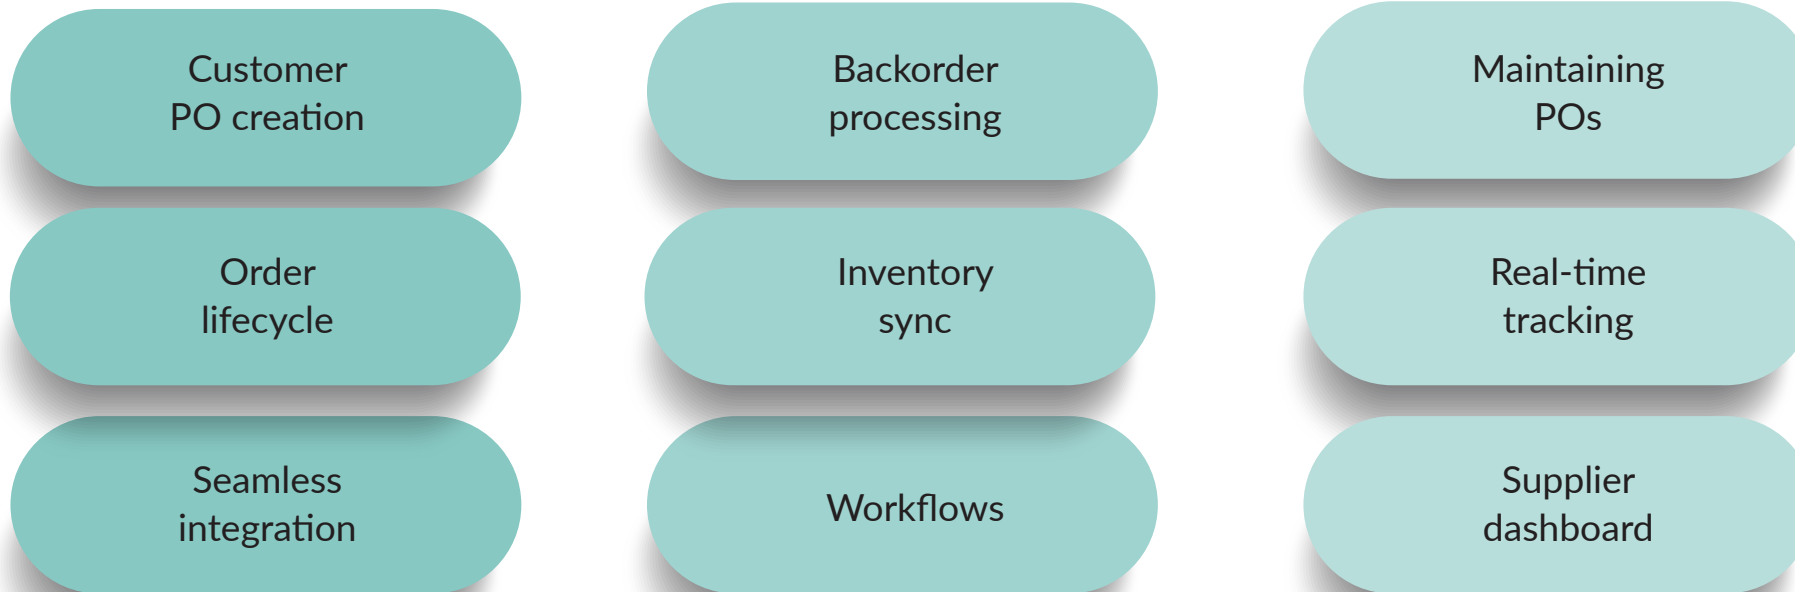 Customer
PO creation
Backorder
processing
Maintaining
POs
Order
lifecycle
Inventory
sync
Real-time
tracking
Seamless
integration
Workflows
Supplier
dashboard